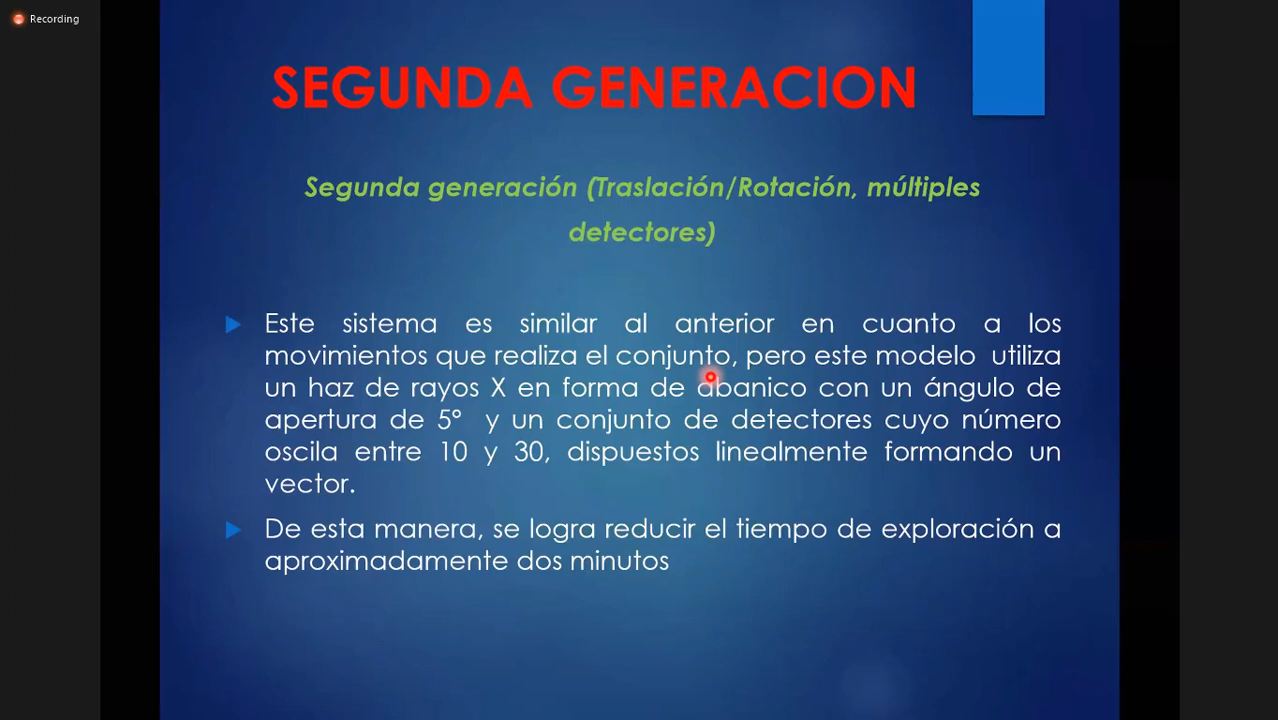 Recording
SEGUNDA GENERACION
Segunda generación (Traslación/Rotación, múltiples
detectores)
Este sistema es similar al anterior en cuanto a los
movimientos que realiza el conjunto, pero este modelo utiliza
un haz de rayos X en forma de abanico con un ángulo de
apertura de 5° y un conjunto de detectores cuyo número
oscila entre 10 y 30, dispuestos linealmente formando un
vector.
De esta manera, se logra reducir el tiempo de exploración a
aproximadamente dos minutos